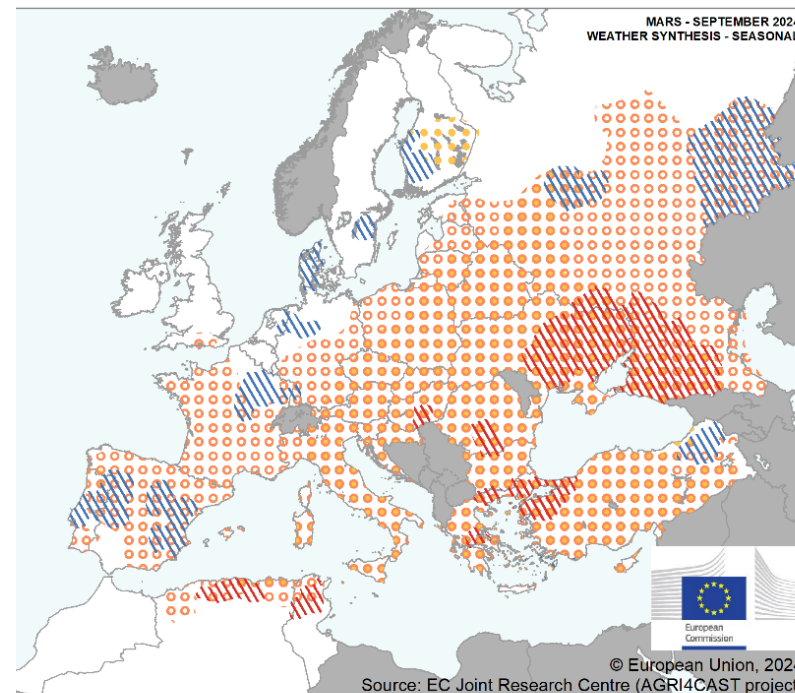 MARS - SEPTEMBER 2024
WEATHER SYNTHESIS - SEASONAL
European
Commission
© European Union, 2024
Source: EC Joint Research Centre (AGRI4CAST project